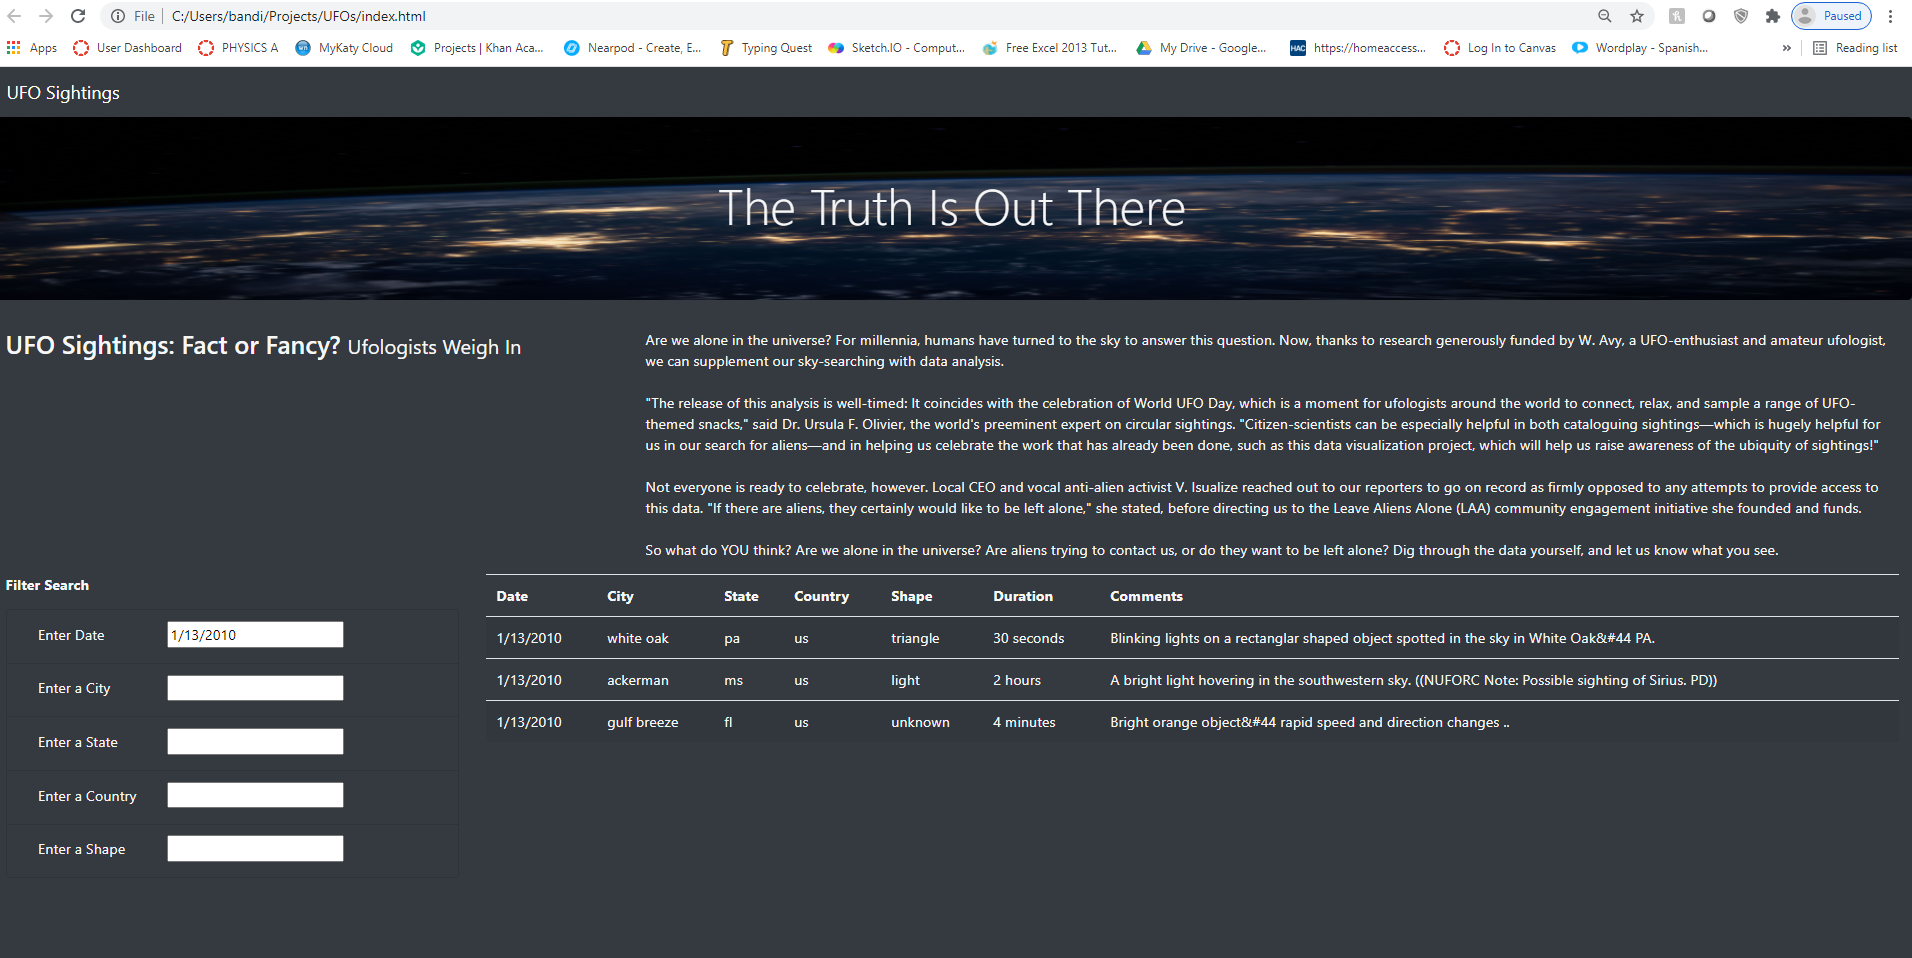 File | C:/Users/bandi/Projects/UFOs/index.html Paused
Apps User Dashboard PHYSICS A MyKaty Cloud Projects | Khan Aca... Nearpod - Create, E... Typing Quest Sketch.IO - Comput... Free Excel 2013 Tut... My Drive - Google... HAC https://homeaccess... Log In to Canvas Wordplay - Spanish... » Reading list
UFO Sightings
The Truth Is Out There
UFO Sightings: Fact or Fancy? Ufologists Weigh In
Are we alone in the universe? For millennia, humans have turned to the sky to answer this question. Now, thanks to research generously funded by W. Avy, a UFO-enthusiast and amateur ufologist,
we can supplement our sky-searching with data analysis.
"The release of this analysis is well-timed: It coincides with the celebration of World UFO Day, which is a moment for ufologists around the world to connect, relax, and sample a range of UFO-
themed snacks," said Dr. Ursula F. Olivier, the world's preeminent expert on circular sightings. "Citizen-scientists can be especially helpful in both cataloguing sightings—which is hugely helpful for
us in our search for aliens—and in helping us celebrate the work that has already been done, such as this data visualization project, which will help us raise awareness of the ubiquity of sightings!"
Not everyone is ready to celebrate, however. Local CEO and vocal anti-alien activist V. Isualize reached out to our reporters to go on record as firmly opposed to any attempts to provide access to
this data. "If there are aliens, they certainly would like to be left alone," she stated, before directing us to the Leave Aliens Alone (LAA) community engagement initiative she founded and funds.
So what do YOU think? Are we alone in the universe? Are aliens trying to contact us, or do they want to be left alone? Dig through the data yourself, and let us know what you see.
Filter Search
Enter Date 1/13/2010
Enter a City
Enter a State
Enter a Country
Enter a Shape
Date City State Country Shape Duration Comments
1/13/2010 white oak pa us triangle 30 seconds Blinking lights on a rectanglar shaped object spotted in the sky in White Oak&#44 PA.
1/13/2010 ackerman ms us light 2 hours A bright light hovering in the southwestern sky. ((NUFORC Note: Possible sighting of Sirius. PD))
1/13/2010 gulf breeze fl us unknown 4 minutes Bright orange object&#44 rapid speed and direction changes ..